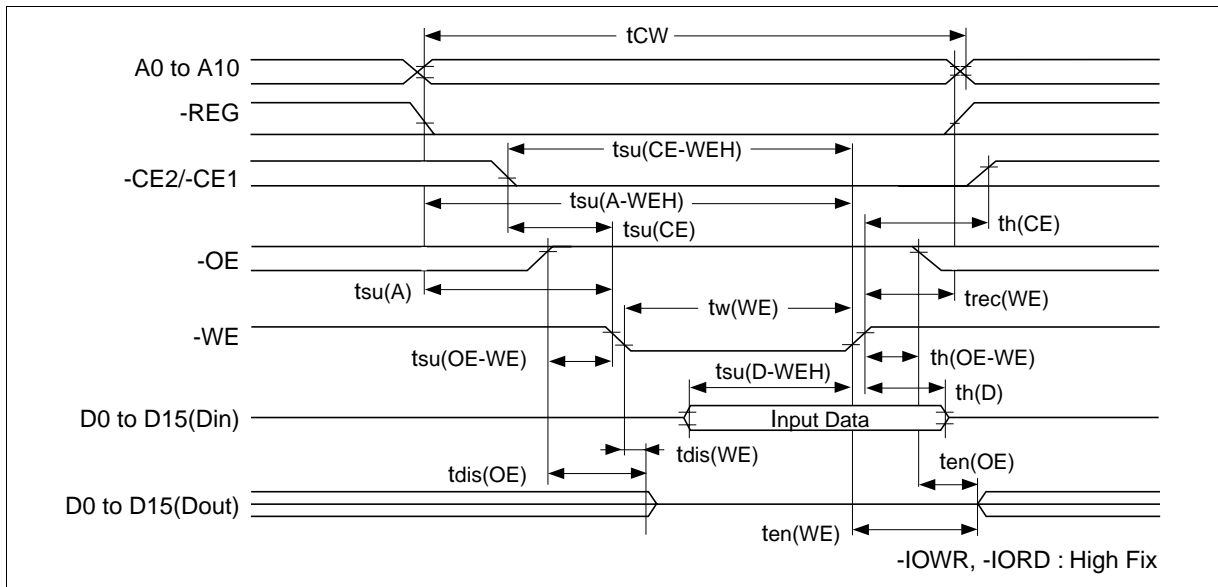 tCW
A0 to A10
-REG
tsu(CE-WEH)
-CE2/-CE1
tsu(A-WEH)
th(CE)
tsu(CE)
-OE
tsu(A)
tw(WE)
trec(WE)
-WE
tsu(OE-WE)
th(OE-WE)
tsu(D-WEH)
th(D)
D0 to D15(Din)
Input Data
tdis(WE)
ten(OE)
tdis(OE)
D0 to D15(Dout)
ten(WE)
-IOWR, -IORD : High Fix